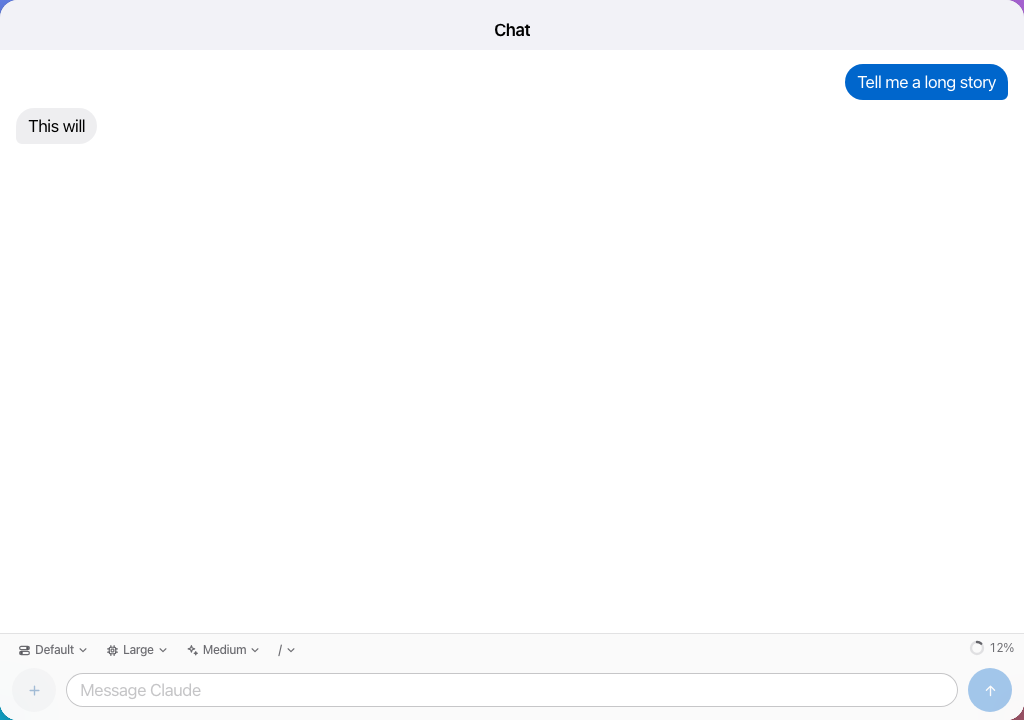 Chat
Tell me a long story
This will
Default
Large
Medium
/
12%
Message Claude